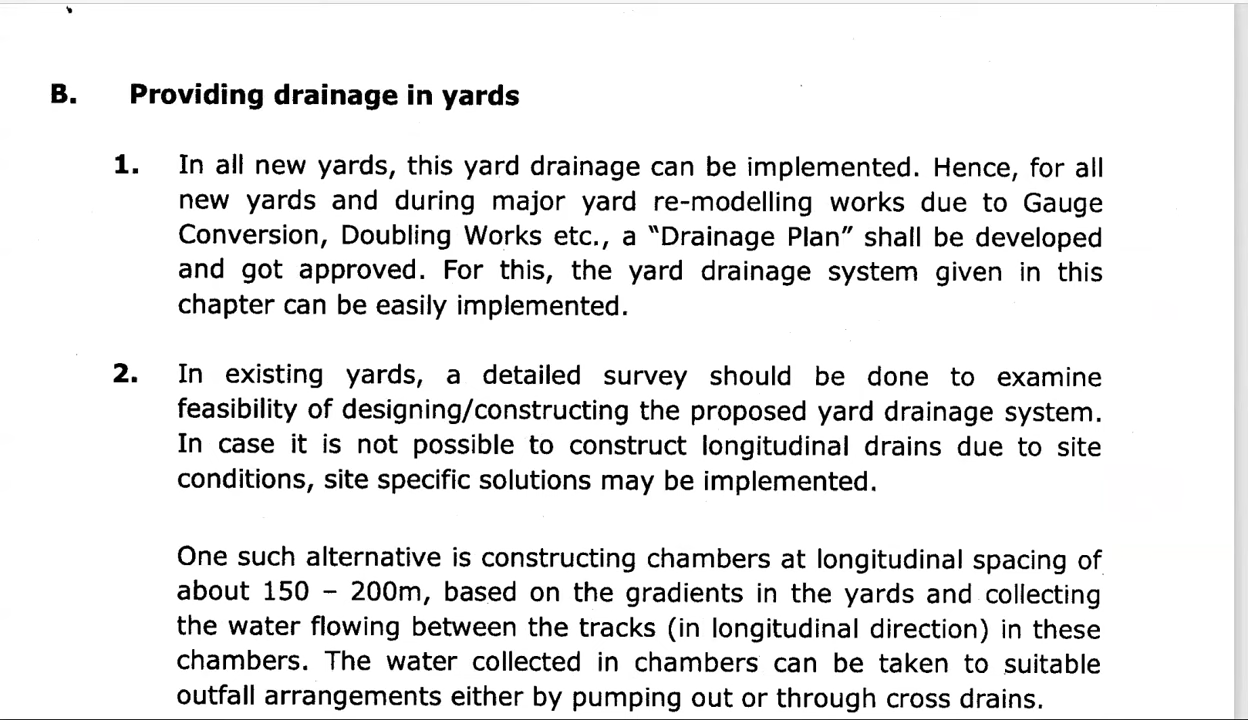 B. Providing drainage in yards
1. In all new yards, this yard drainage can be implemented. Hence, for all
new yards and during major yard re-modelling works due to Gauge
Conversion, Doubling Works etc., a “Drainage Plan” shall be developed
and got approved. For this, the yard drainage system given in this
chapter can be easily implemented.
2. In existing yards, a detailed survey should be done to examine
feasibility of designing/constructing the proposed yard drainage system.
In case it is not possible to construct longitudinal drains due to site
conditions, site specific solutions may be implemented.
One such alternative is constructing chambers at longitudinal spacing of
about 150 – 200m, based on the gradients in the yards and collecting
the water flowing between the tracks (in longitudinal direction) in these
chambers. The water collected in chambers can be taken to suitable
outfall arrangements either by pumping out or through cross drains.